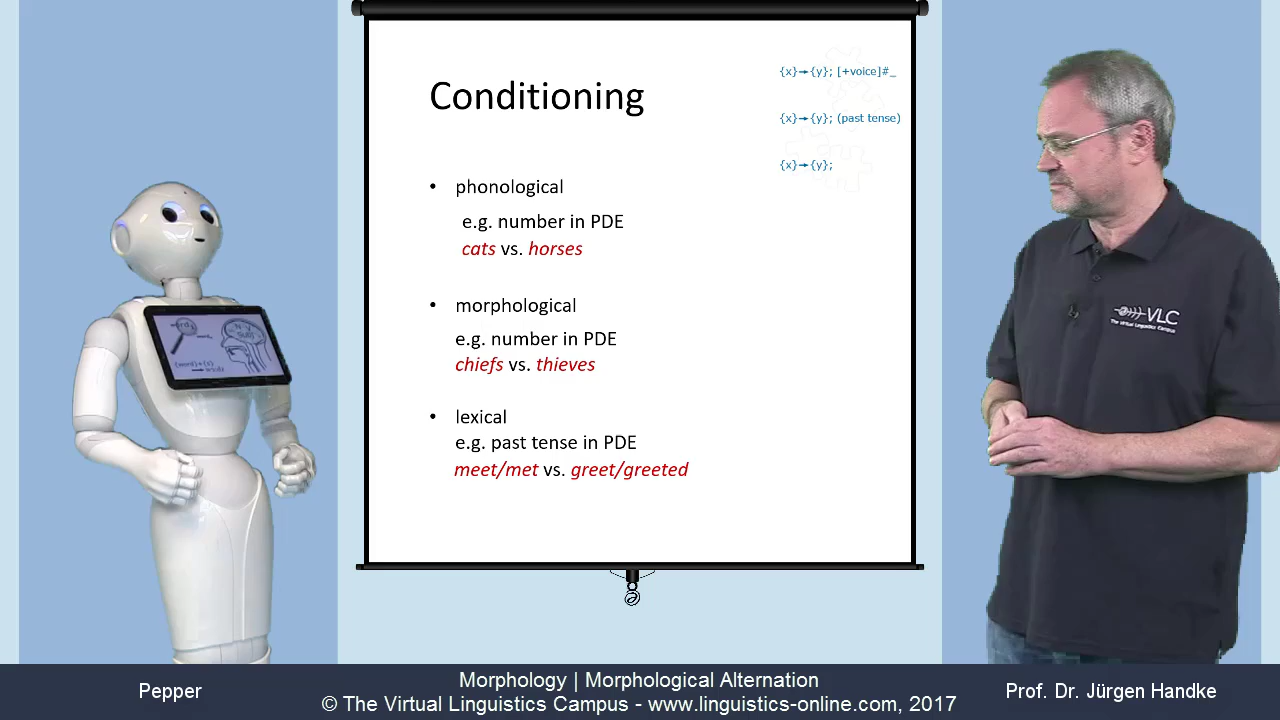 Conditioning
{x}→{y}; [+voice]#_
{x}→{y}; (past tense)
{x}→{y};
• phonological
e.g. number in PDE
cats vs. horses
• morphological
e.g. number in PDE
chiefs vs. thieves
• lexical
e.g. past tense in PDE
meet/met vs. greet/greeted
VLC
The Virtual Linguistics Campus
Pepper
Morphology | Morphological Alternation
© The Virtual Linguistics Campus - www.linguistics-online.com, 2017
Prof. Dr. Jürgen Handke